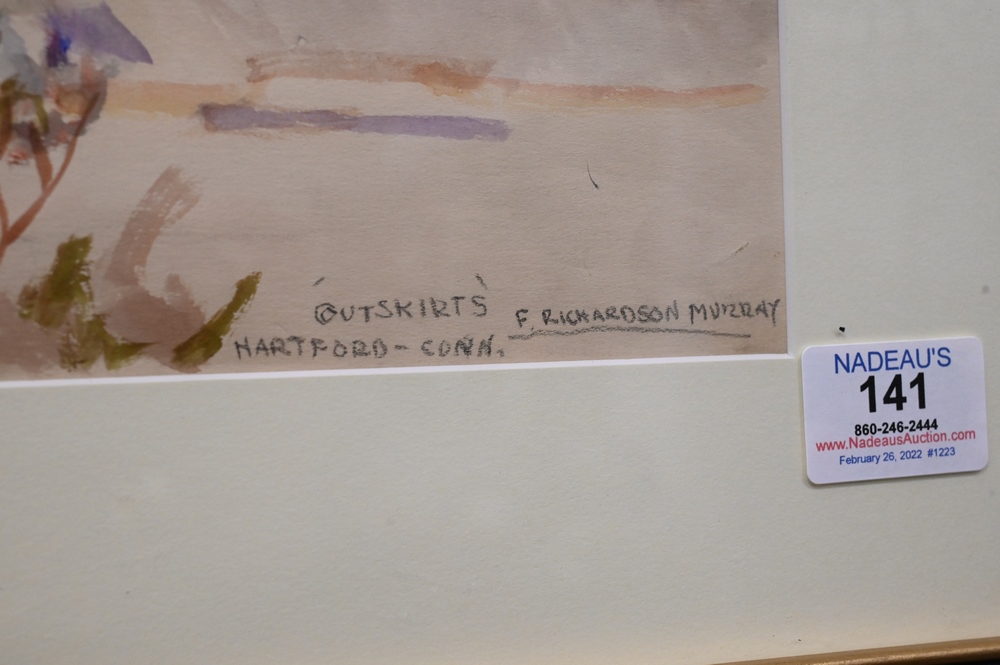 'OUTSKIRTS'
HARTFORD - CONN.
F. RICHARDSON MURRAY
NADEAU'S
141
860-246-2444
www.NadeausAuction.com
February 26, 2022 #1223